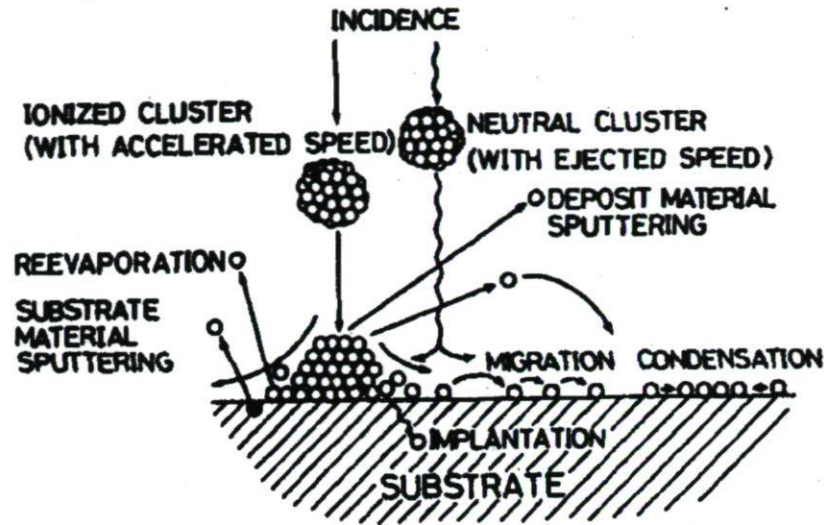 INCIDENCE
IONIZED CLUSTER
(WITH ACCELERATED SPEED)
NEUTRAL CLUSTER
(WITH EJECTED SPEED)
DEPOSIT MATERIAL
SPUTTERING
REEVAPORATION
SUBSTRATE
MATERIAL
SPUTTERING
MIGRATION
CONDENSATION
IMPLANTATION
SUBSTRATE